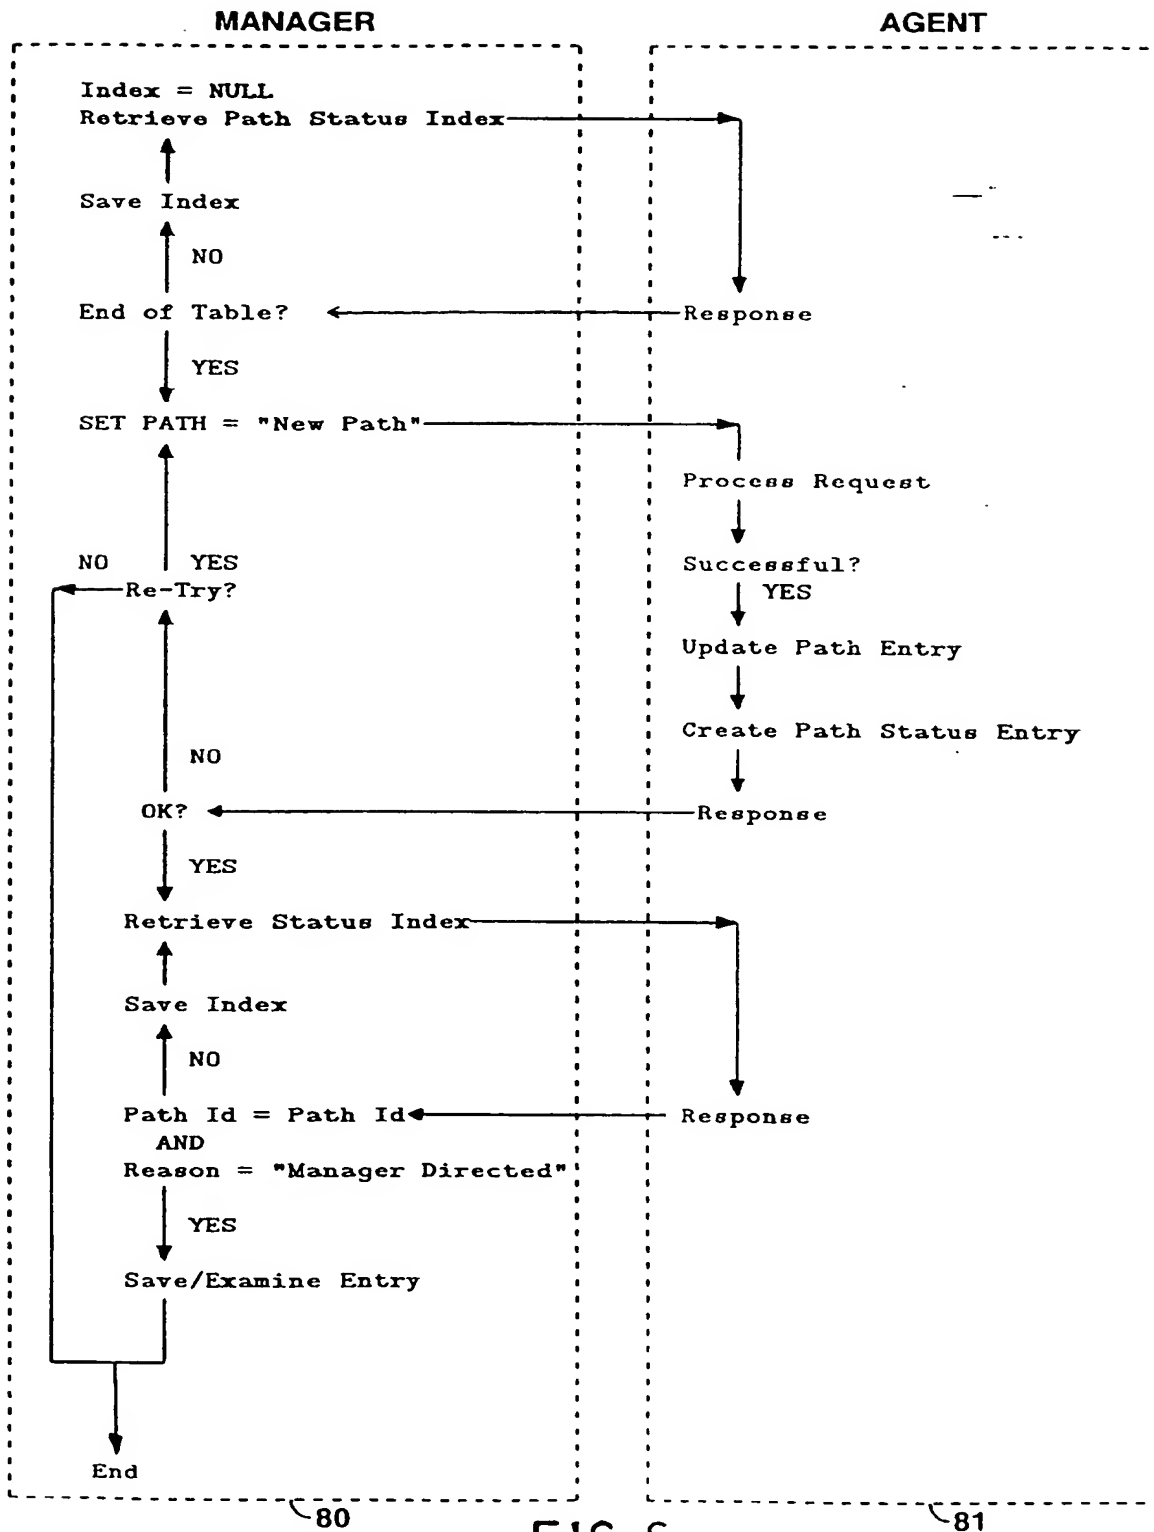 MANAGER AGENT
Index = NULL
Retrieve Path Status Index
Save Index
NO
End of Table? Response
YES
SET PATH = "New Path"
Process Request
NO YES Successful?
Re-Try? YES
Update Path Entry
Create Path Status Entry
NO
OK? Response
YES
Retrieve Status Index
Save Index
NO
Path Id = Path Id Response
AND
Reason = "Manager Directed"
YES
Save/Examine Entry
End
80 81